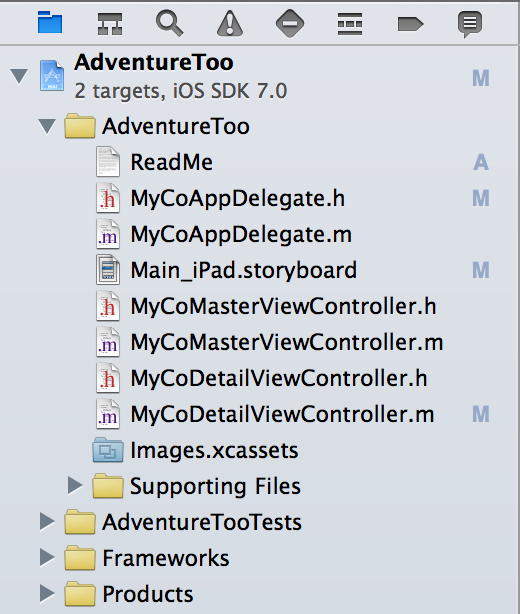 AdventureToo
2 targets, iOS SDK 7.0 M
AdventureToo
ReadMe A
.h MyCoAppDelegate.h M
.m MyCoAppDelegate.m
Main_iPad.storyboard M
.h MyCoMasterViewController.h
.m MyCoMasterViewController.m
.h MyCoDetailViewController.h
.m MyCoDetailViewController.m M
Images.xcassets
Supporting Files
AdventureTooTests
Frameworks
Products